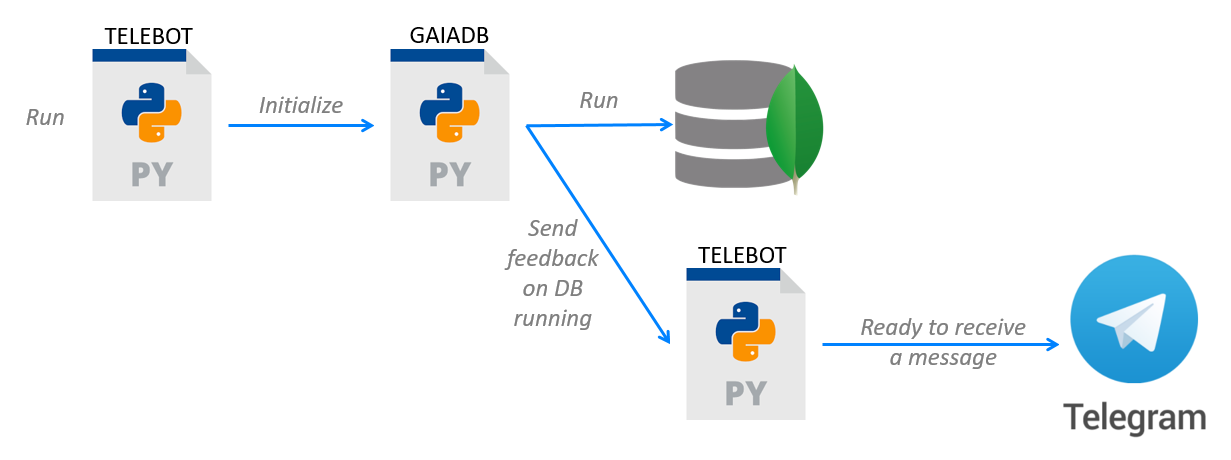 TELEBOT
GAIADB
Run
PY
Initialize
PY
Run
Send
feedback
on DB
running
TELEBOT
PY
Ready to receive
a message
Telegram